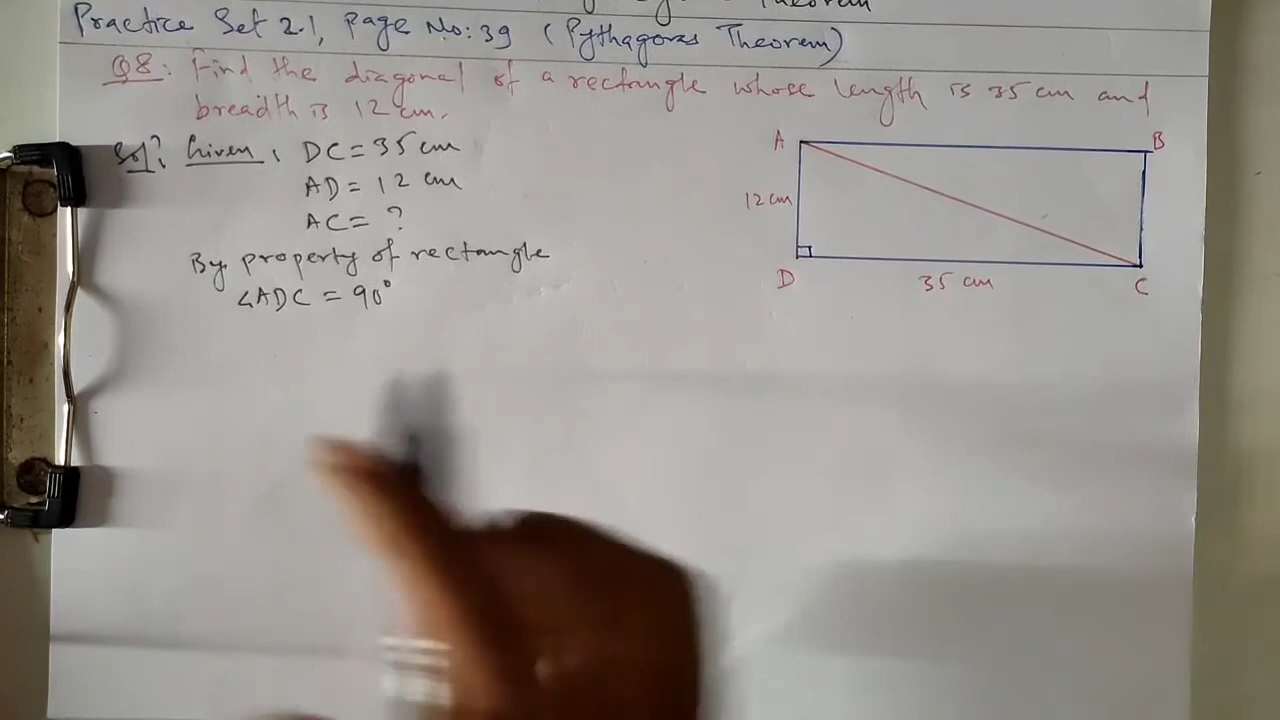 Theorem
Practice Set 2.1, Page No: 39 (Pythagoras Theorem)
Q8: Find the diagonal of a rectangle whose length is 35 cm and
breadth is 12 cm.
Solⁿ: Given, DC = 35 cm
AD = 12 cm
AC = ?
By property of rectangle
∠ADC = 90°
A
B
12 cm
D
35 cm
C